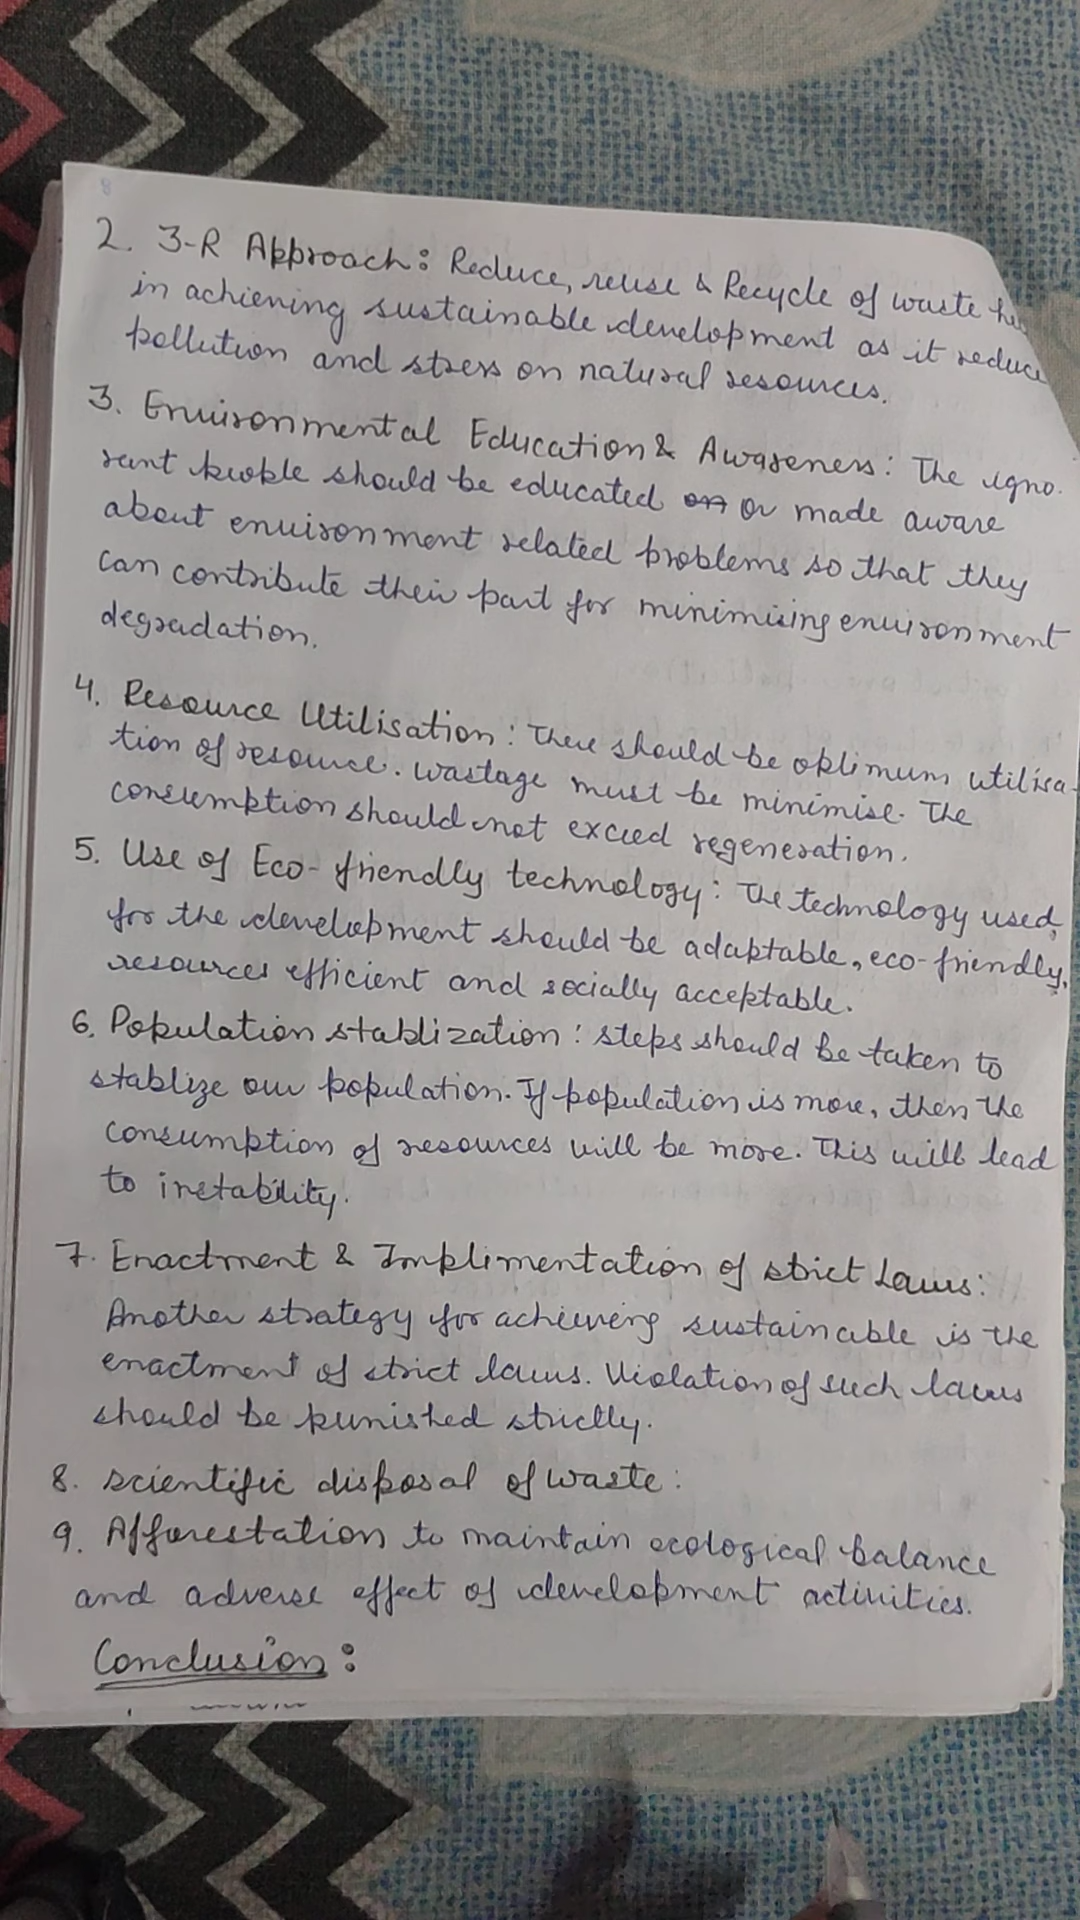 8
2. 3-R Approach: Reduce, reuse & Recycle of waste
in achieving sustainable development as it reduce
pollution and stress on natural resources.
3. Environmental Education & Awareness: The igno-
rant people should be educated or made aware
about environment related problems so that they
can contribute their part for minimising environment
degradation.
4. Resource Utilisation: There should be optimum utilisa-
tion of resource. Wastage must be minimise. The
consumption should not exceed regeneration.
5. Use of Eco-friendly technology: The technology used,
for the development should be adaptable, eco-friendly,
resources efficient and socially acceptable.
6. Population stablization: steps should be taken to
stablize our population. If population is more, then the
consumption of resources will be more. This will lead
to instability.
7. Enactment & Implimentation of strict Laws:
Another strategy for achieving sustainable is the
enactment of strict laws. Violation of such laws
should be punished strictly.
8. scientific disposal of waste:
9. Afforestation to maintain ecological balance
and adverse effect of development activities.
Conclusion: